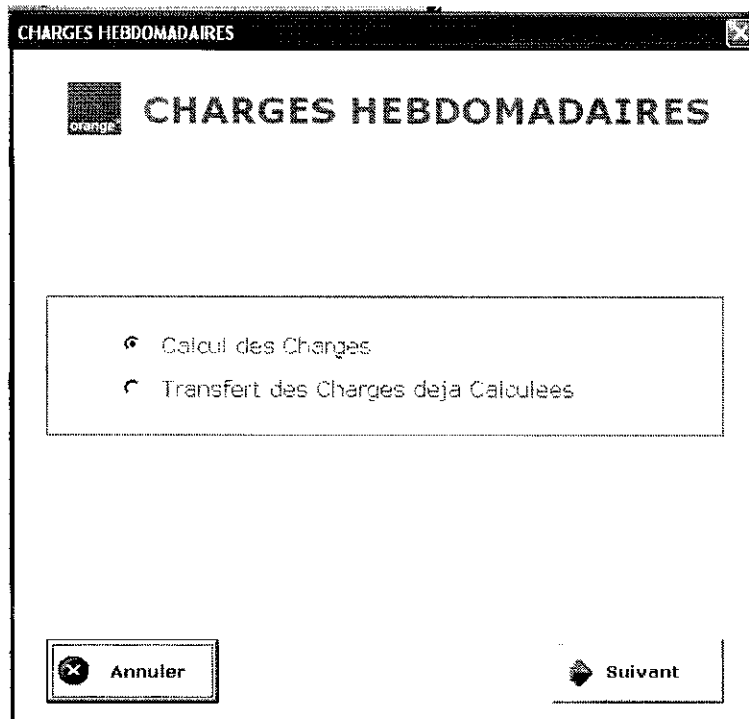 CHARGES HEBDOMADAIRES
orange
CHARGES HEBDOMADAIRES
Calcul des Charges
Transfert des Charges deja Calculees
Annuler
Suivant